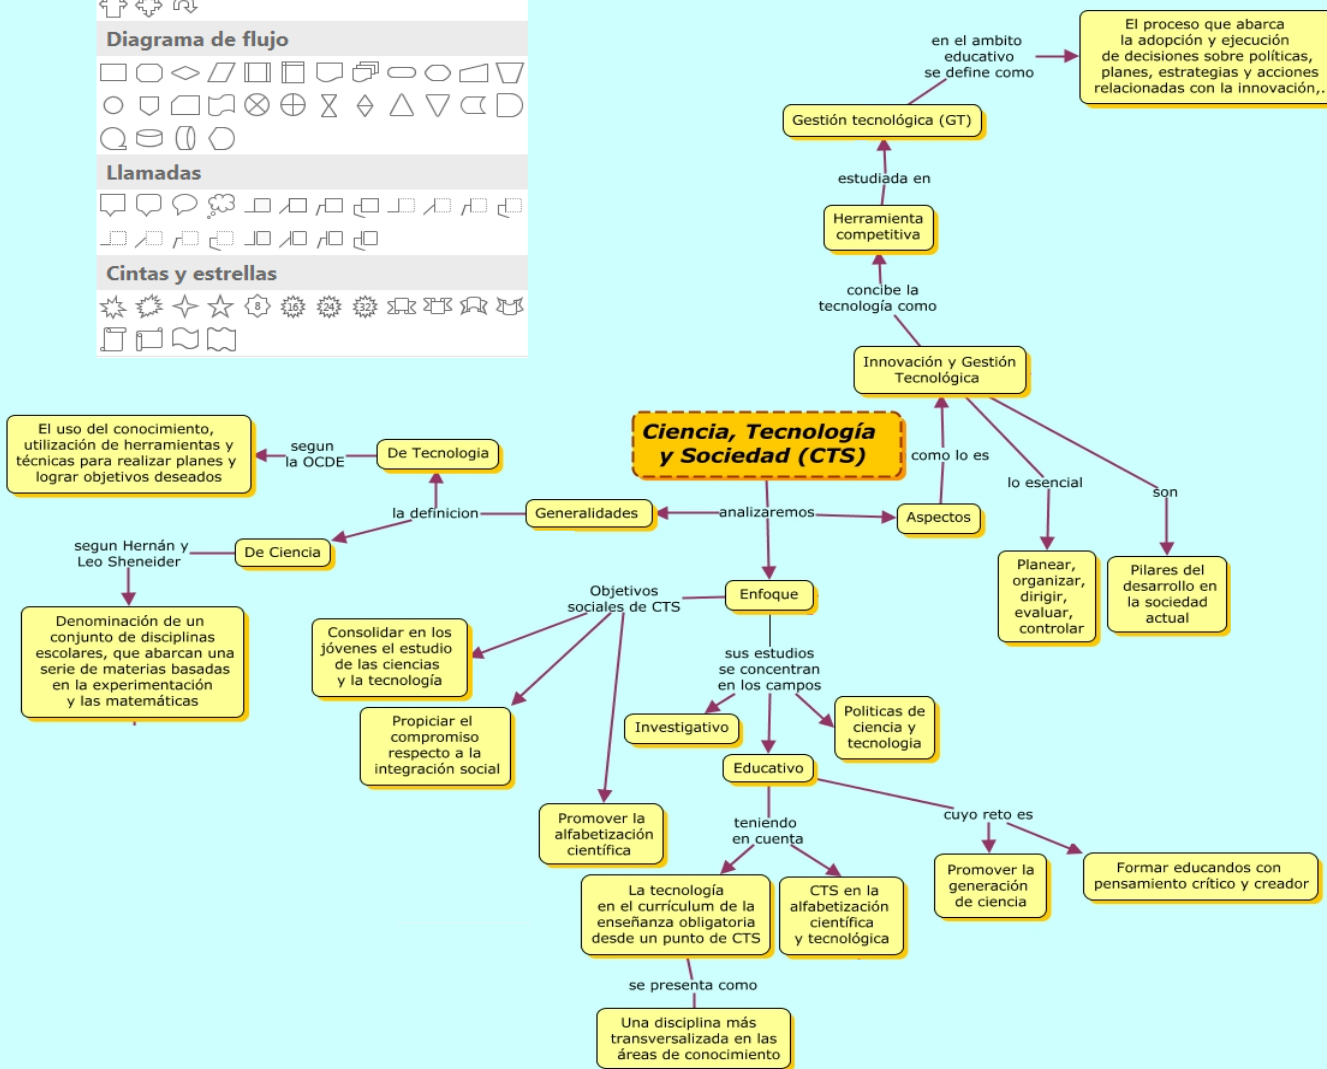 Diagrama de flujo
Llamadas
Cintas y estrellas
8
16
24
32
El proceso que abarca
la adopción y ejecución
de decisiones sobre políticas,
planes, estrategias y acciones
relacionadas con la innovación,.
en el ambito
educativo
se define como
Gestión tecnológica (GT)
estudiada en
Herramienta
competitiva
concibe la
tecnología como
Innovación y Gestión
Tecnológica
Ciencia, Tecnología
y Sociedad (CTS)
como lo es
lo esencial
son
El uso del conocimiento,
utilización de herramientas y
técnicas para realizar planes y
lograr objetivos deseados
segun
la OCDE
De Tecnologia
la definicion
Generalidades
analizaremos
Aspectos
segun Hernán y
Leo Sheneider
De Ciencia
Planear,
organizar,
dirigir,
evaluar,
controlar
Pilares del
desarrollo en
la sociedad
actual
Denominación de un
conjunto de disciplinas
escolares, que abarcan una
serie de materias basadas
en la experimentación
y las matemáticas
Objetivos
sociales de CTS
Enfoque
Consolidar en los
jóvenes el estudio
de las ciencias
y la tecnología
sus estudios
se concentran
en los campos
Propiciar el
compromiso
respecto a la
integración social
Investigativo
Politicas de
ciencia y
tecnologia
Educativo
Promover la
alfabetización
científica
teniendo
en cuenta
cuyo reto es
La tecnología
en el currículum de la
enseñanza obligatoria
desde un punto de CTS
CTS en la
alfabetización
científica
y tecnológica
Promover la
generación
de ciencia
Formar educandos con
pensamiento crítico y creador
se presenta como
Una disciplina más
transversalizada en las
áreas de conocimiento